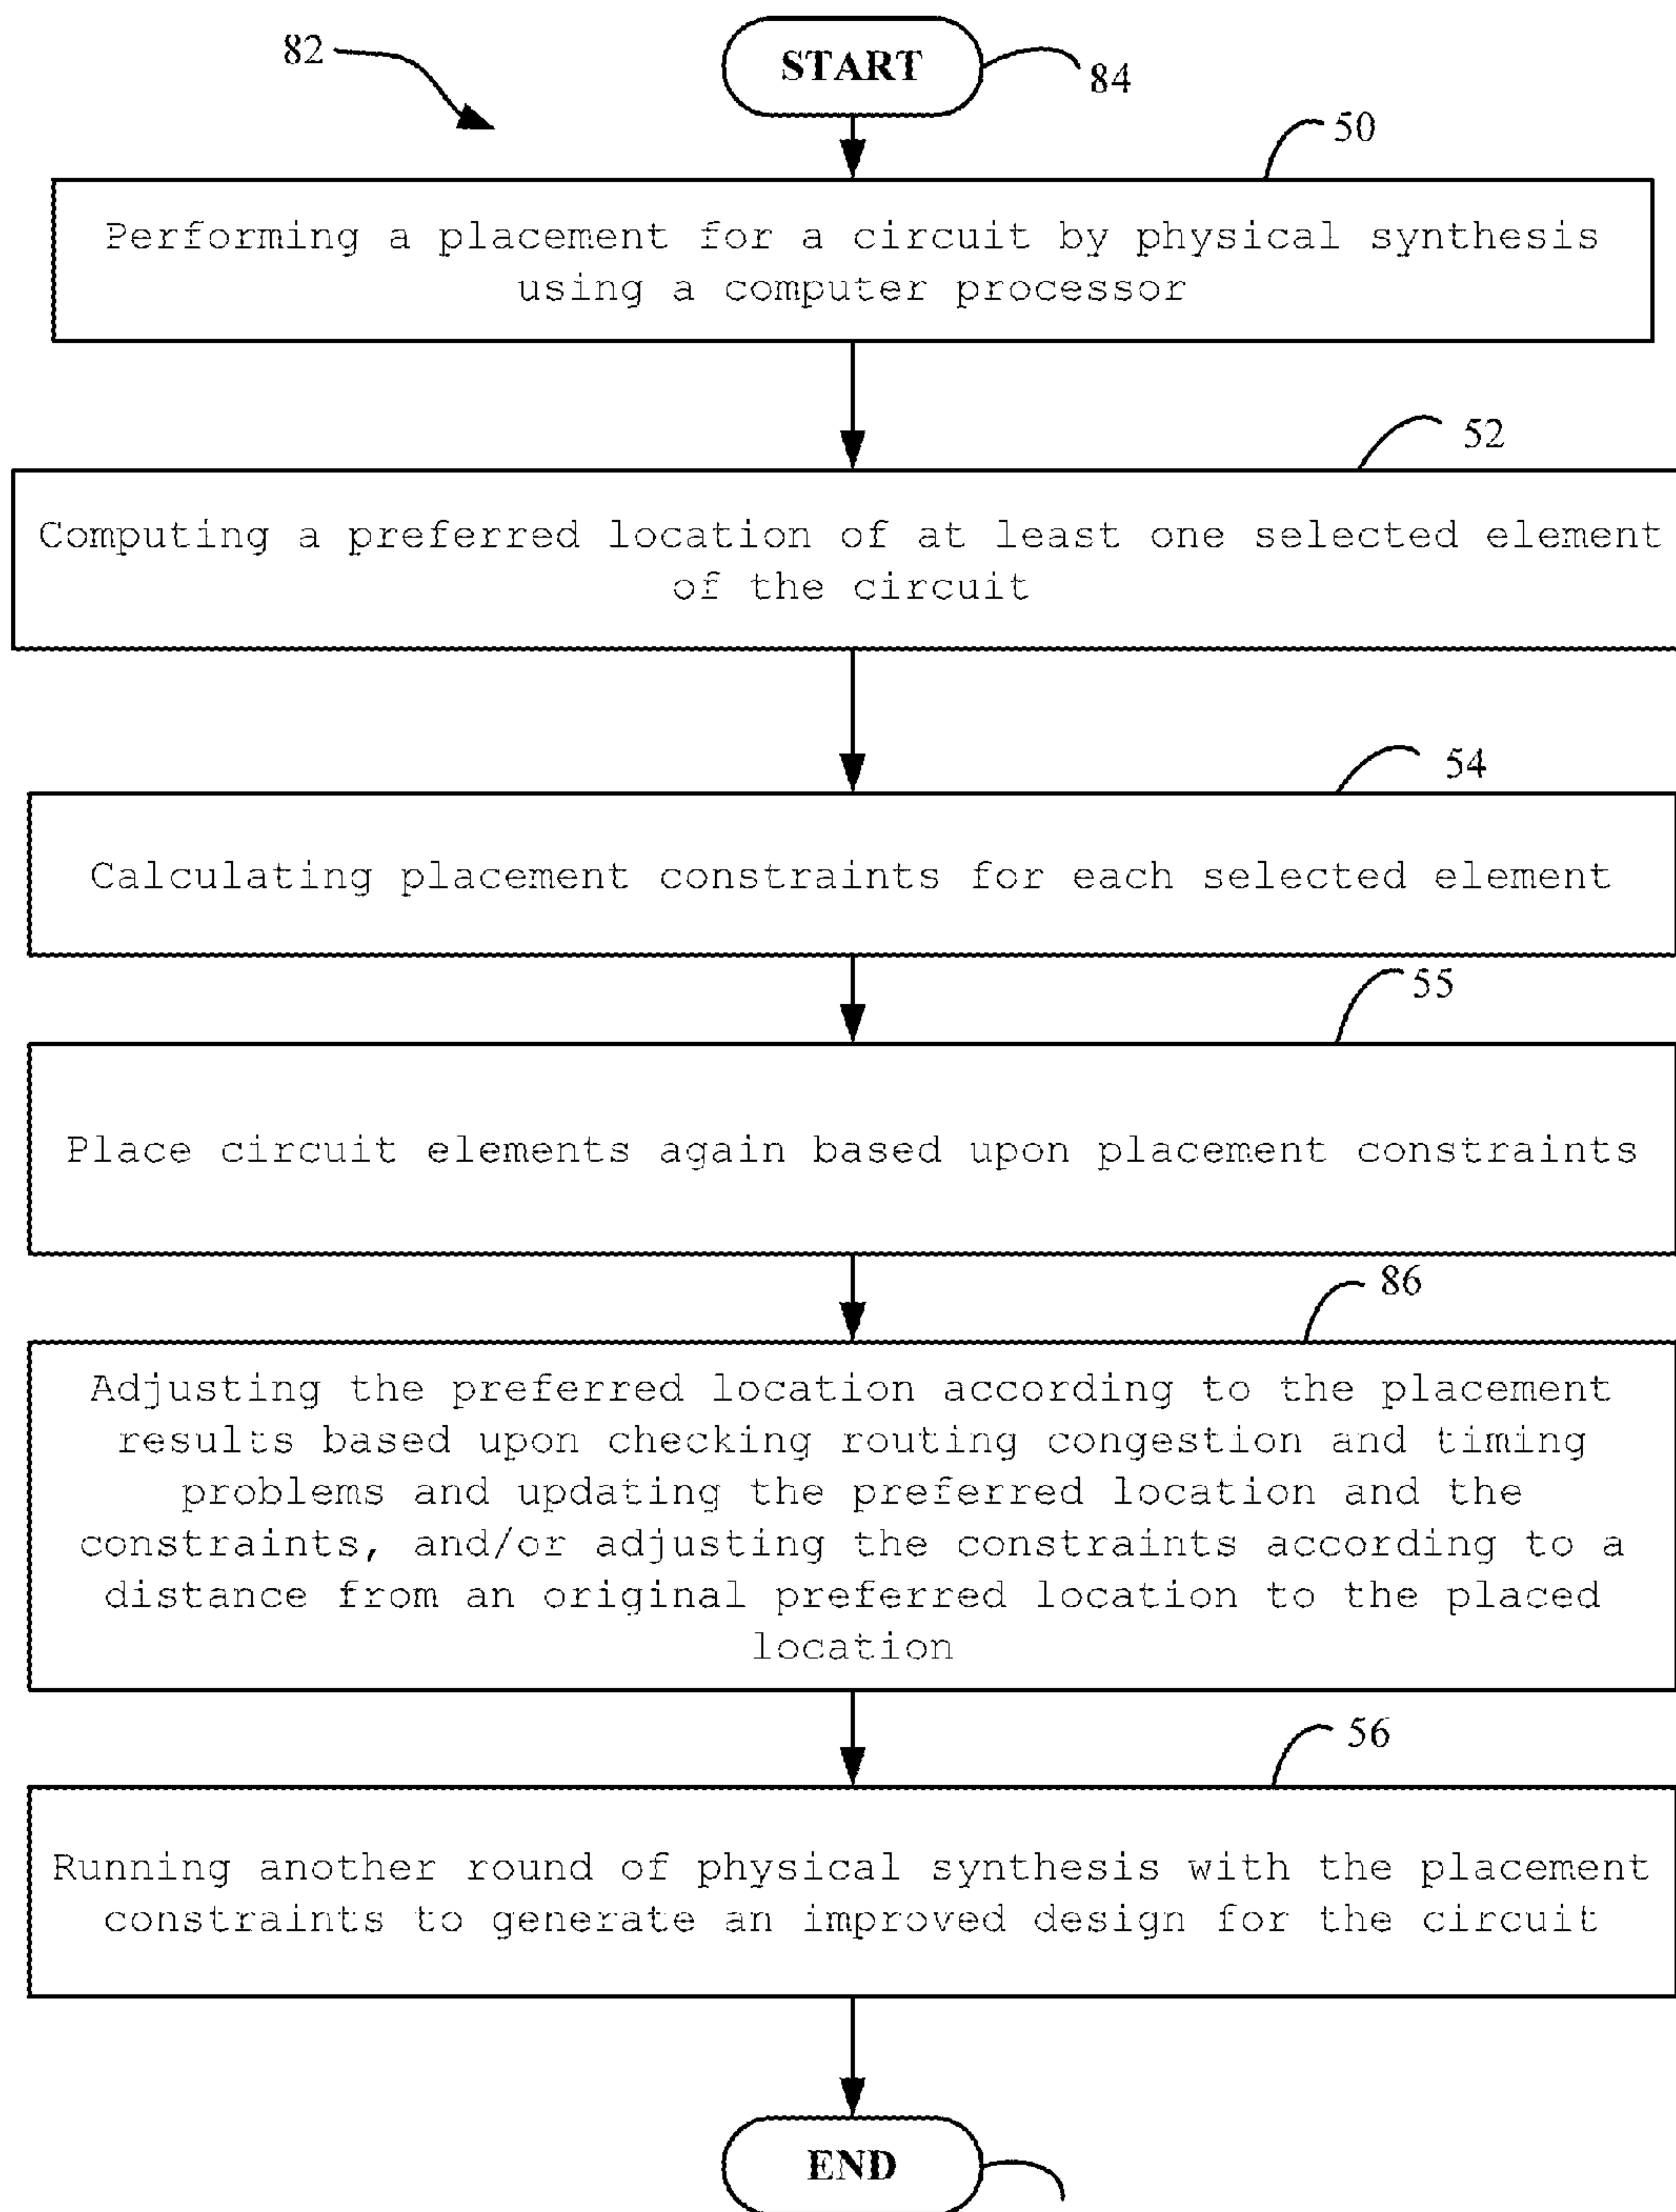 82
START
84
50
Performing a placement for a circuit by physical synthesis
using a computer processor
52
Computing a preferred location of at least one selected element
of the circuit
54
Calculating placement constraints for each selected element
55
Place circuit elements again based upon placement constraints
86
Adjusting the preferred location according to the placement
results based upon checking routing congestion and timing
problems and updating the preferred location and the
constraints, and/or adjusting the constraints according to a
distance from an original preferred location to the placed
location
56
Running another round of physical synthesis with the placement
constraints to generate an improved design for the circuit
END